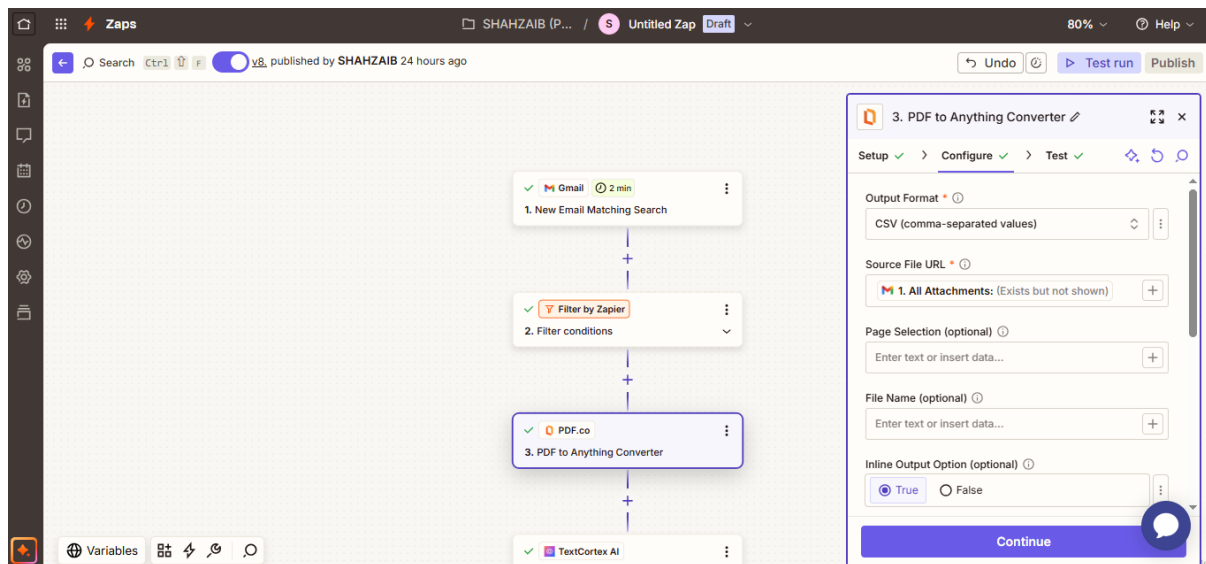 Zaps
SHAHZAIB (P... / S Untitled Zap Draft
80%
Help
Search Ctrl ⇧ F v8, published by SHAHZAIB 24 hours ago
Undo
Test run
Publish
Gmail 2 min
1. New Email Matching Search
Filter by Zapier
2. Filter conditions
PDF.co
3. PDF to Anything Converter
TextCortex AI
Variables
3. PDF to Anything Converter
Setup > Configure > Test
Output Format *
CSV (comma-separated values)
Source File URL *
1. All Attachments: (Exists but not shown)
Page Selection (optional)
Enter text or insert data...
File Name (optional)
Enter text or insert data...
Inline Output Option (optional)
True False
Continue